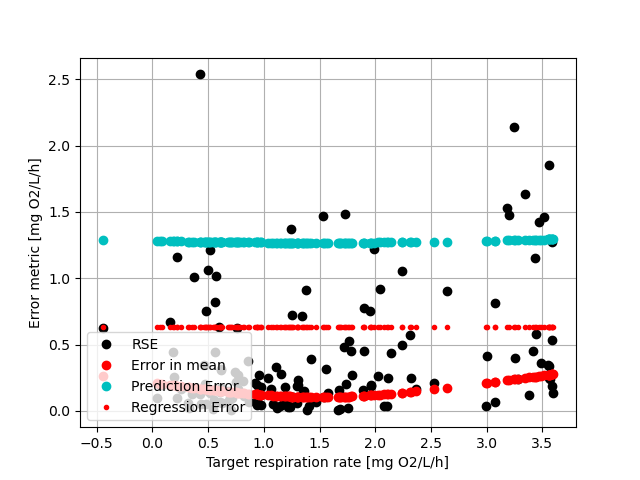 2.5
2.0
1.5
1.0
0.5
0.0
Error metric [mg O2/L/h]
RSE
Error in mean
Prediction Error
Regression Error
−0.5 0.0 0.5 1.0 1.5 2.0 2.5 3.0 3.5
Target respiration rate [mg O2/L/h]